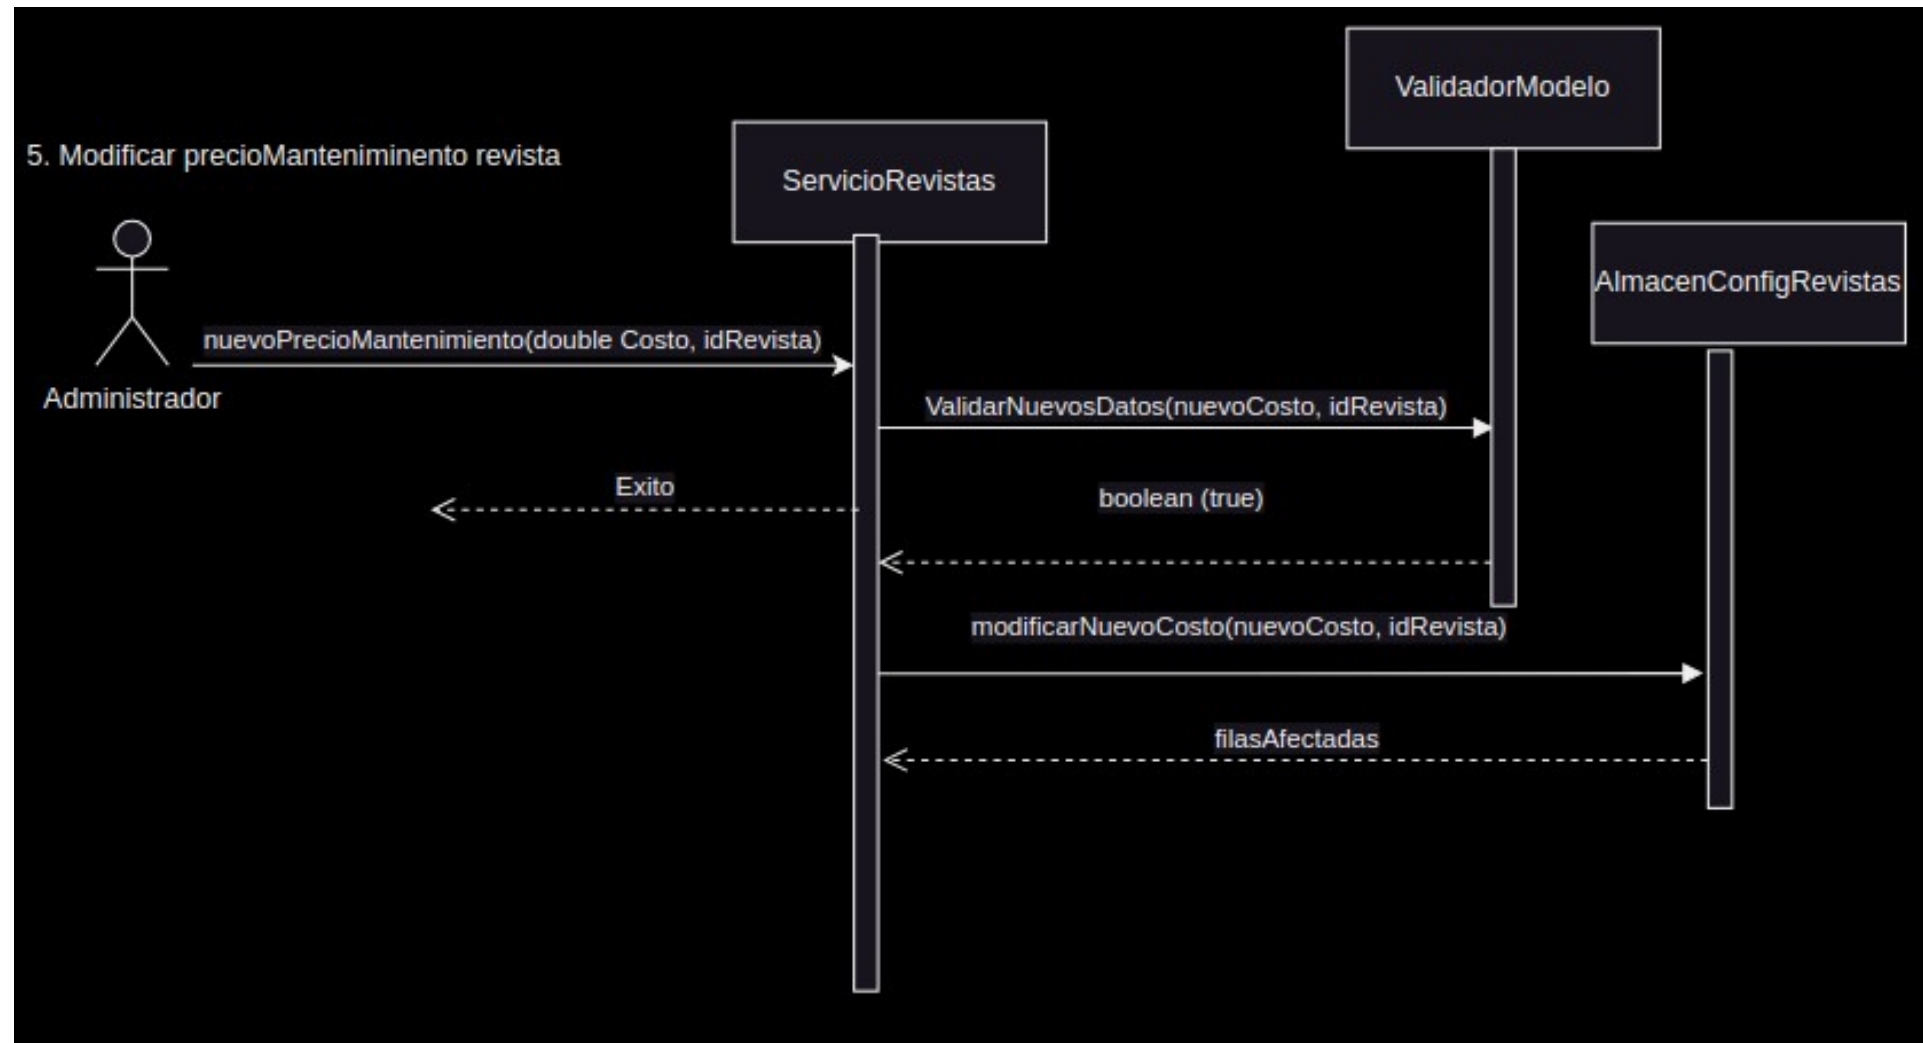 ValidadorModelo
5. Modificar precioManteniminento revista
ServicioRevistas
AlmacenConfigRevistas
nuevoPrecioMantenimiento(double Costo, idRevista)
Administrador
ValidarNuevosDatos(nuevoCosto, idRevista)
Exito
boolean (true)
modificarNuevoCosto(nuevoCosto, idRevista)
filasAfectadas